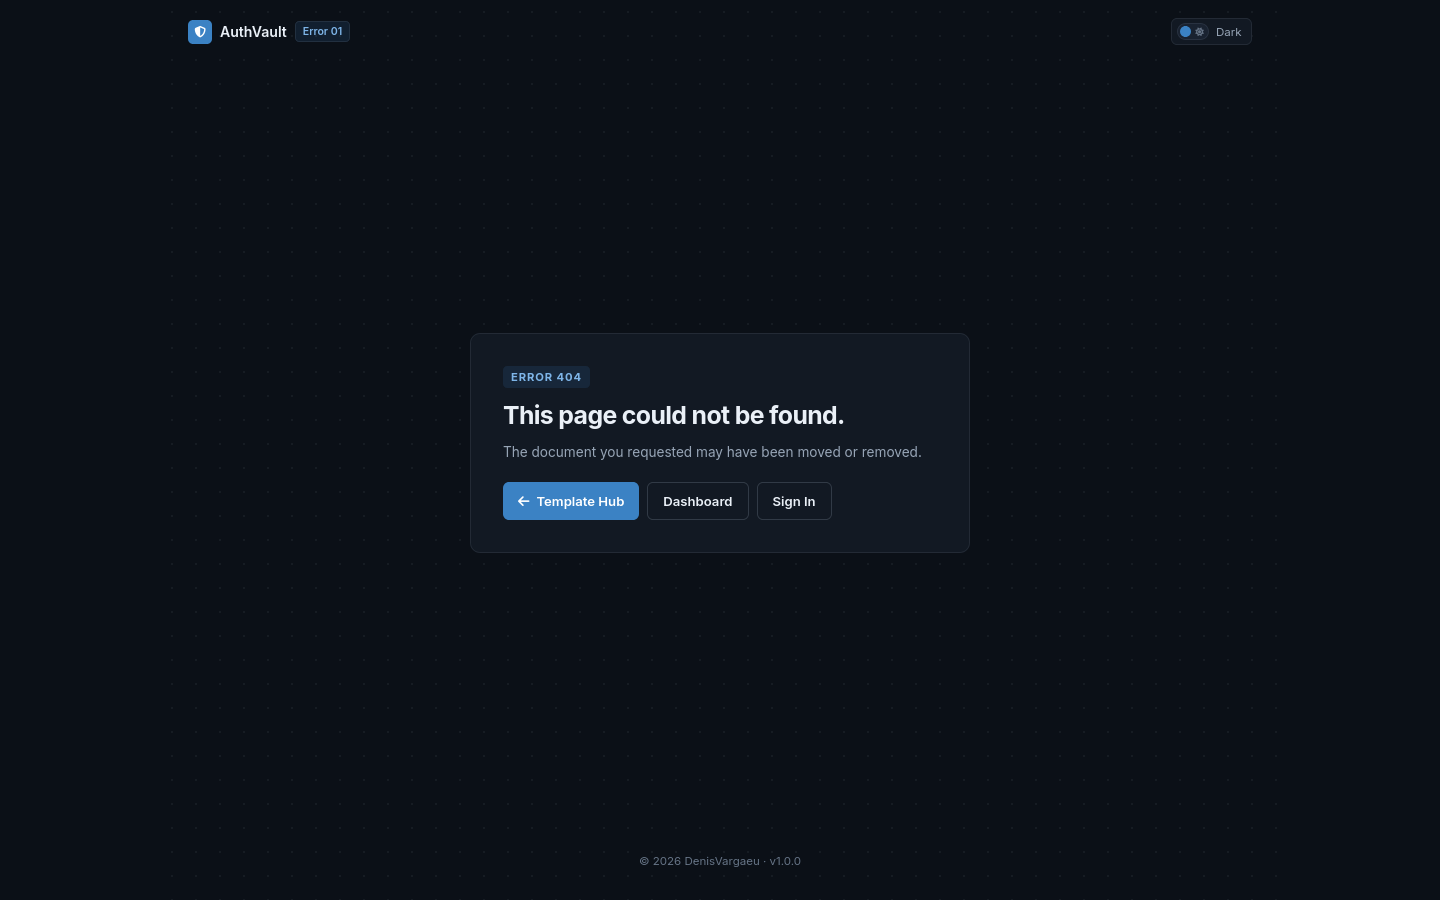 AuthVault Error 01 Dark
ERROR 404
This page could not be found.
The document you requested may have been moved or removed.
← Template Hub Dashboard Sign In
© 2026 DenisVargaeu · v1.0.0